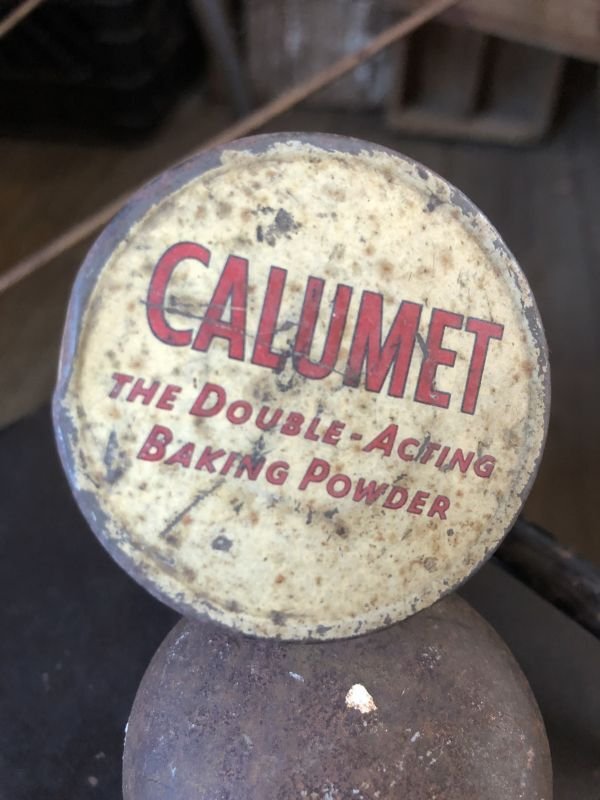 CALUMET
THE DOUBLE-ACTING
BAKING POWDER